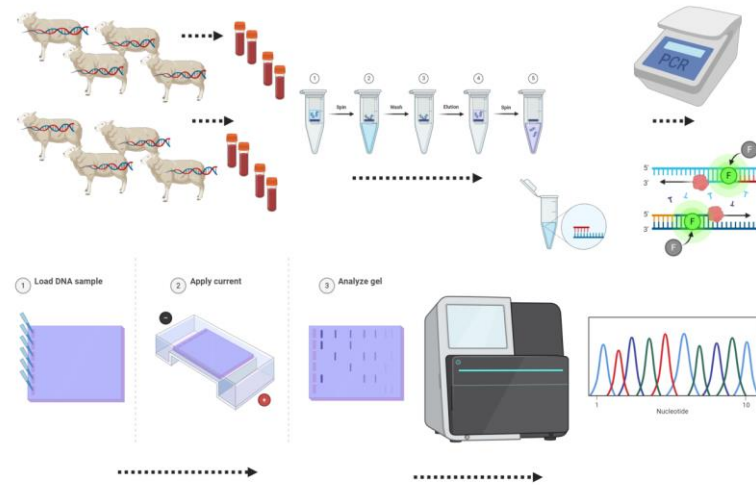 1 2 3 4 5
Spin Wash Elution Spin
PCR
F
5'
F
3'
5'
F
3'
F
1 Load DNA sample
2 Apply current
3 Analyze gel
−
+
1 10
Nucleotide